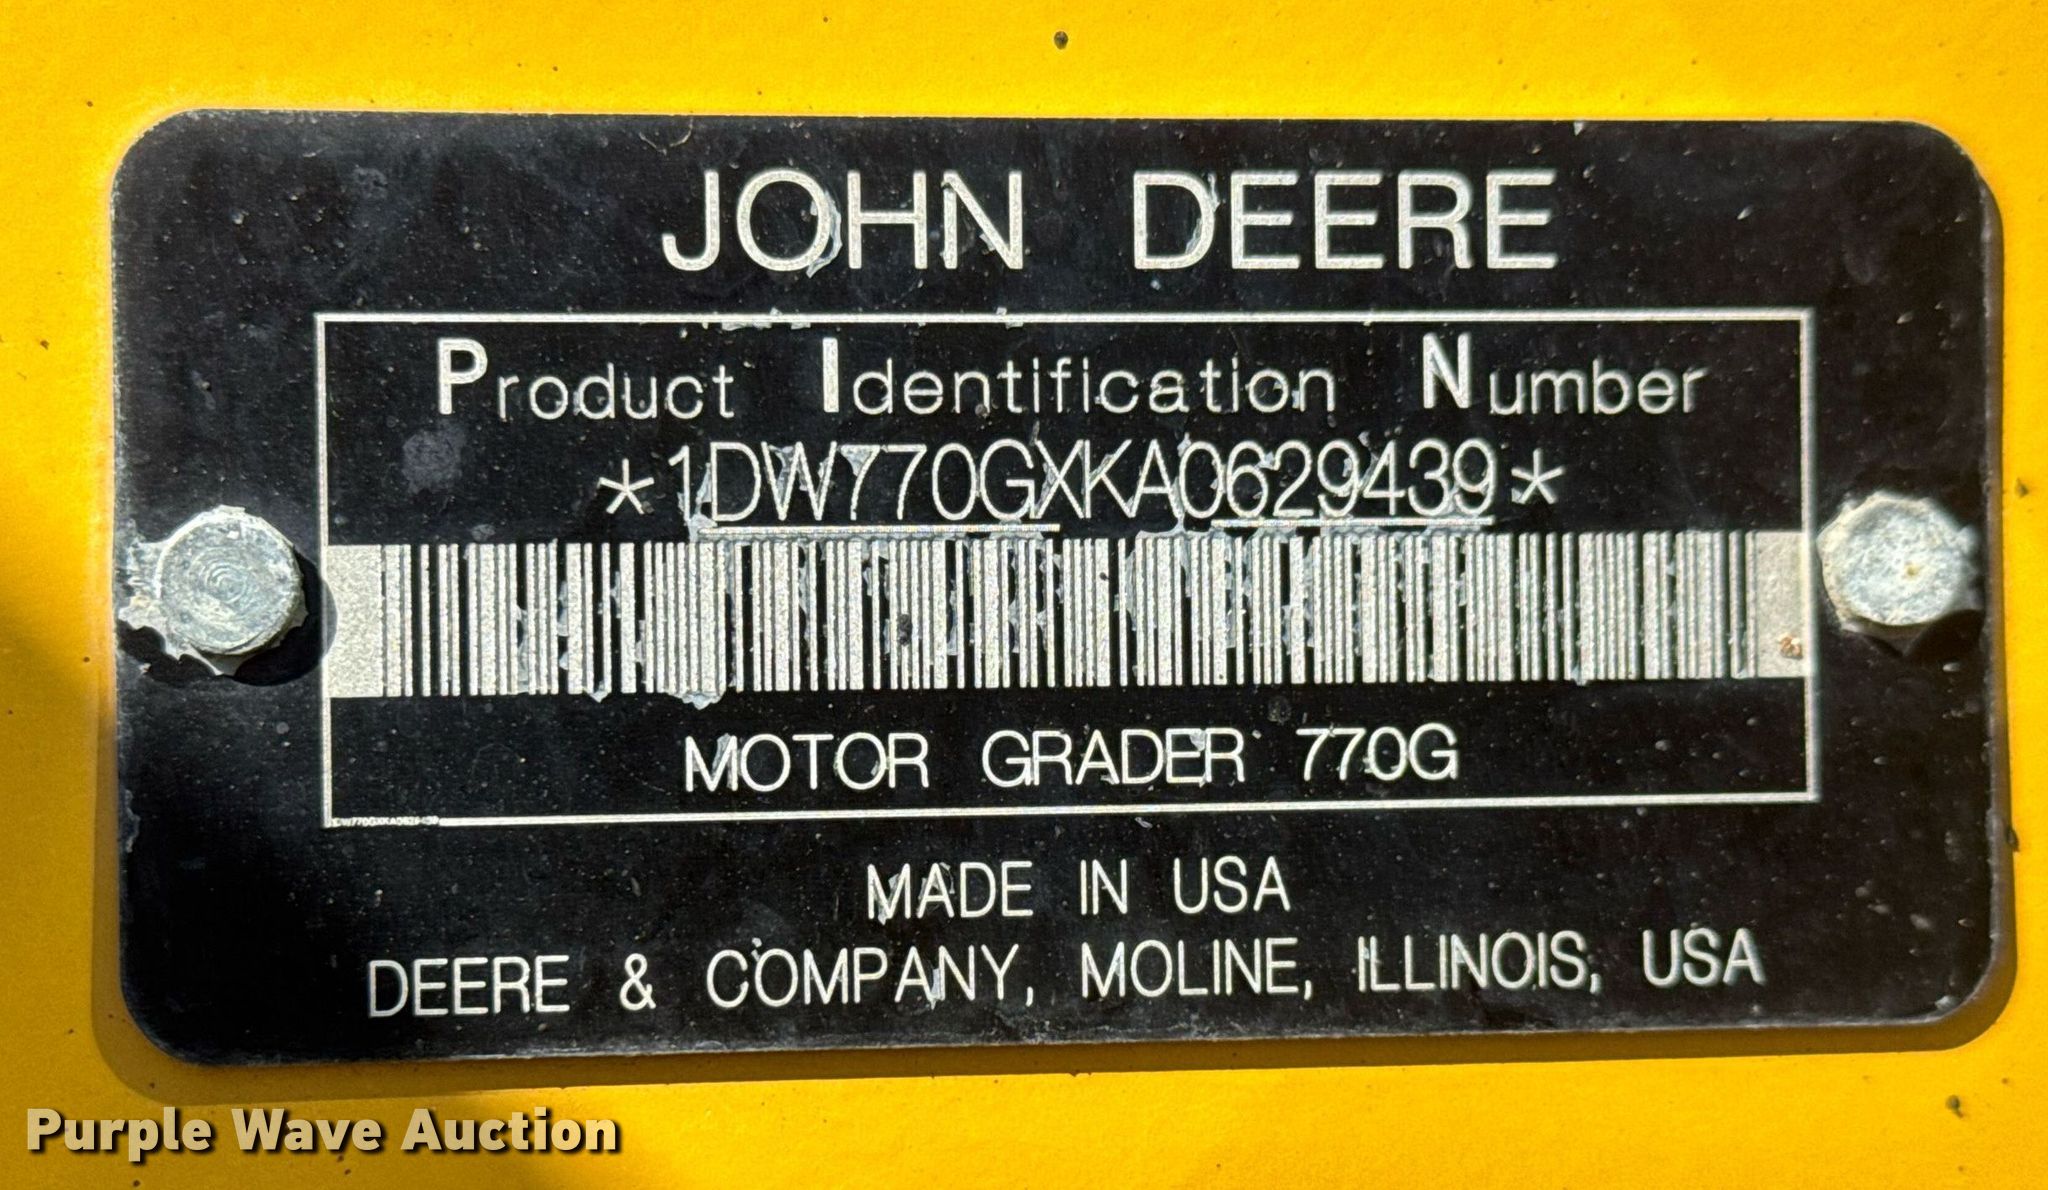 JOHN DEERE
Product Identification Number
*1DW770GXKA0629439*
MOTOR GRADER 770G
1DW770GXKA0629439
MADE IN USA
DEERE & COMPANY, MOLINE, ILLINOIS, USA
Purple Wave Auction